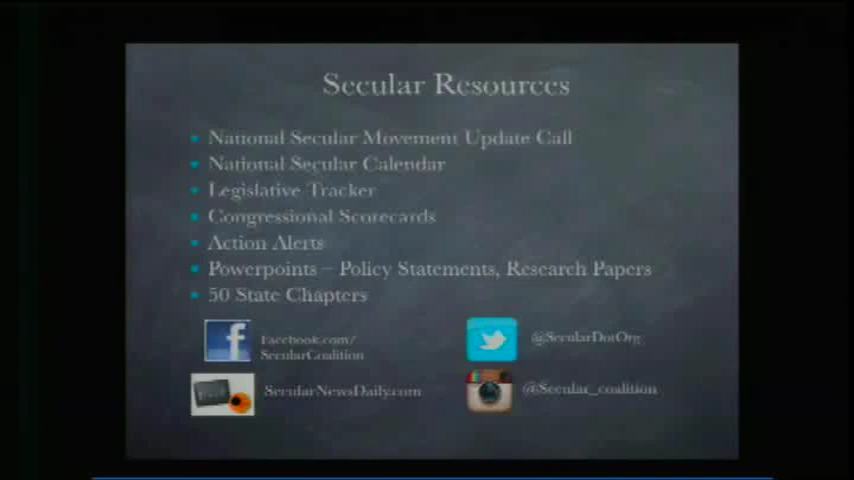 Secular Resources
National Secular Movement Update Call
National Secular Calendar
Legislative Tracker
Congressional Scorecards
Action Alerts
Powerpoints – Policy Statements, Research Papers
50 State Chapters
Facebook.com/
SecularCoalition
@SecularDotOrg
SecularNewsDaily.com
@Secular_coalition